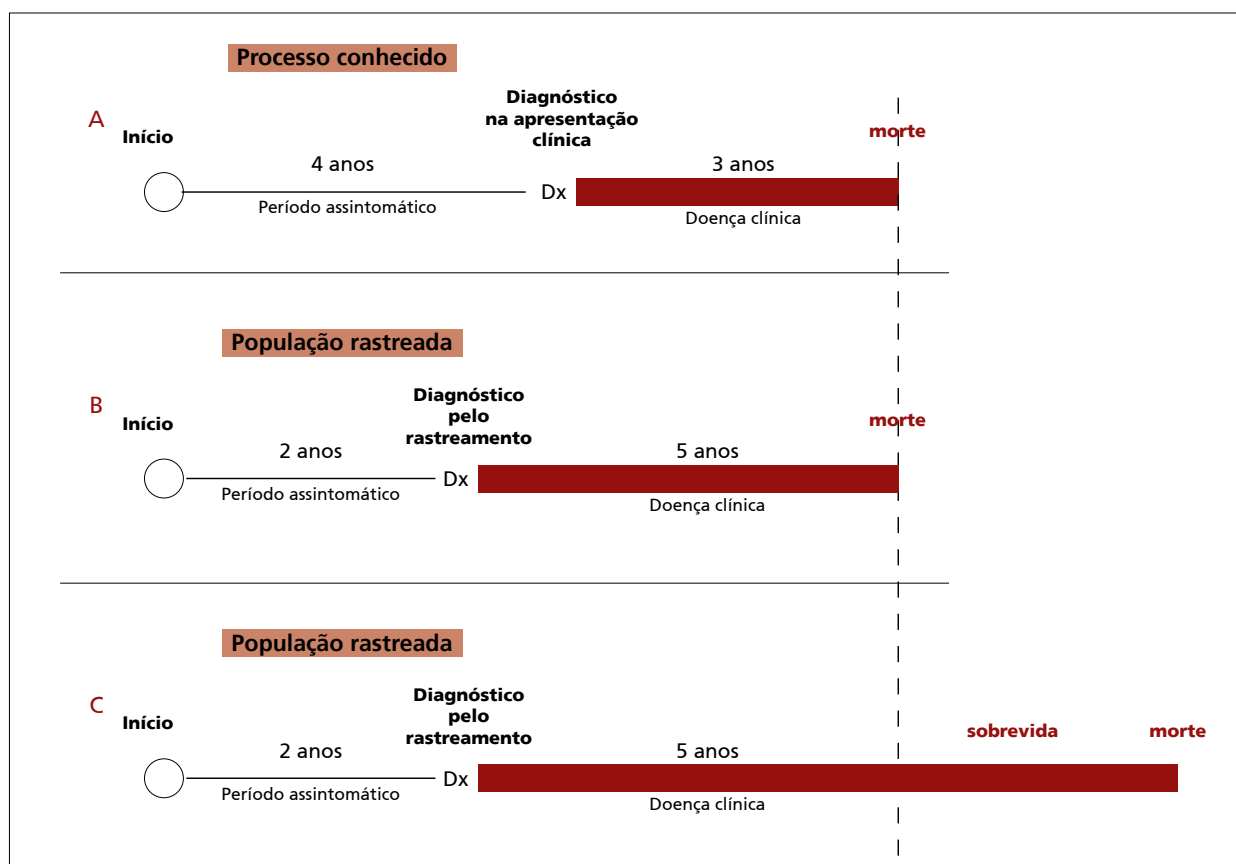 Processo conhecido
A
Início
Diagnóstico
na apresentação
clínica
morte
4 anos
Dx
3 anos
Período assintomático
Doença clínica
População rastreada
B
Início
Diagnóstico
pelo
rastreamento
morte
2 anos
Dx
5 anos
Período assintomático
Doença clínica
População rastreada
C
Início
Diagnóstico
pelo
rastreamento
sobrevida
morte
2 anos
Dx
5 anos
Período assintomático
Doença clínica